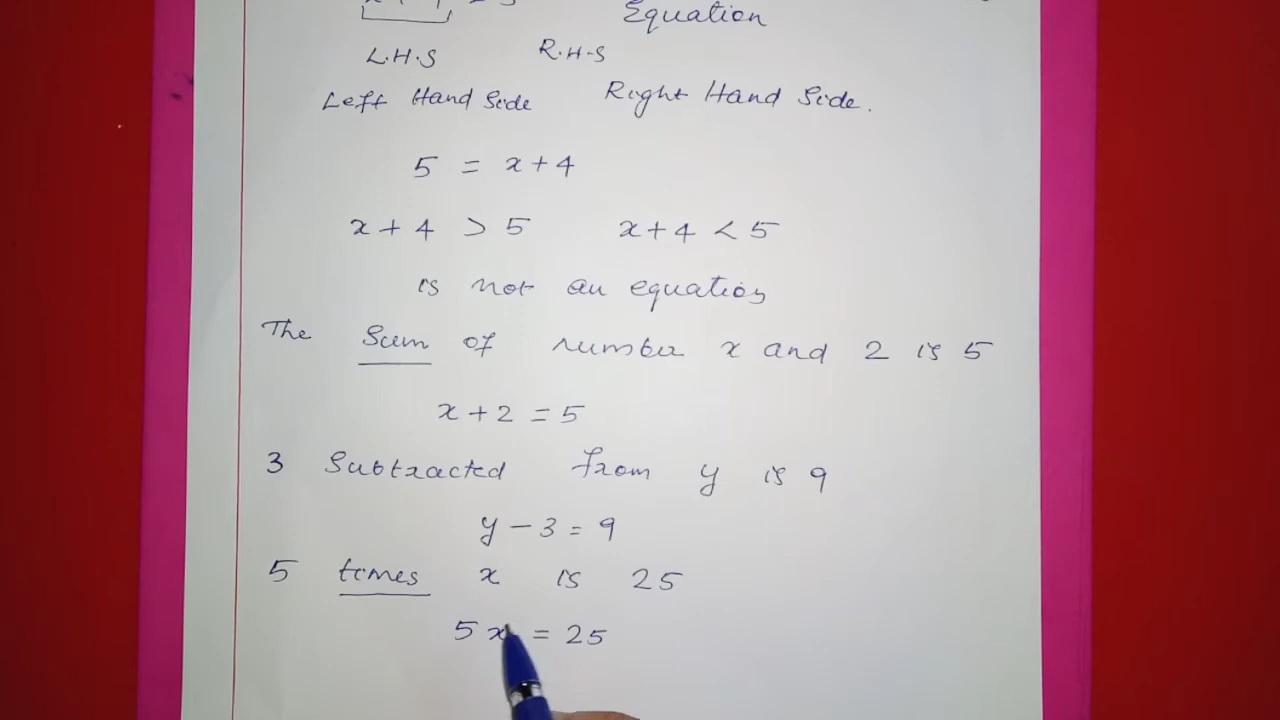 Equation
L.H.S R.H.S
Left Hand Side Right Hand Side.
5 = x+4
x+4 > 5 x+4 < 5
is not an equation
The Sum of number x and 2 is 5
x+2=5
3 Subtracted from y is 9
y-3=9
5 times x is 25
5x = 25